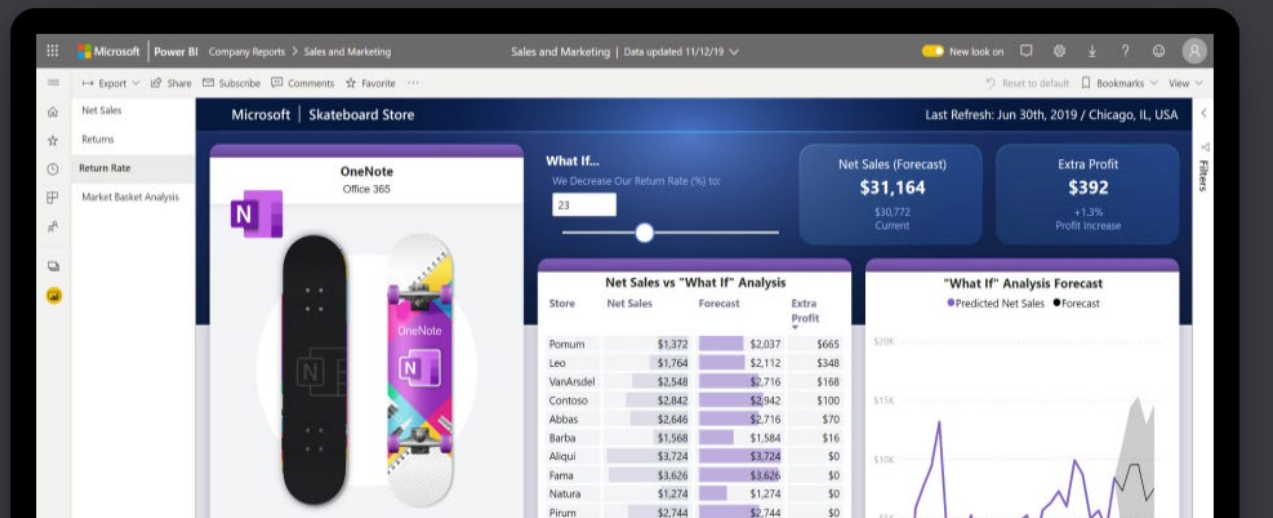 Microsoft Power BI Company Reports > Sales and Marketing Sales and Marketing | Data updated 11/12/19 New look on ?
Export Share Subscribe Comments Favorite ... Reset to default Bookmarks View
Net Sales
Returns
Return Rate
Market Basket Analysis
Microsoft | Skateboard Store Last Refresh: Jun 30th, 2019 / Chicago, IL, USA
Filters
OneNote
Office 365
N
OneNote
N
N
What If...
We Decrease Our Return Rate (%) to:
23
Net Sales (Forecast)
$31,164
$30,772
Current
Extra Profit
$392
+1.3%
Profit Increase
Net Sales vs "What If" Analysis
Store Net Sales Forecast Extra Profit
Pomum $1,372 $2,037 $665
Leo $1,764 $2,112 $348
VanArsdel $2,548 $2,716 $168
Contoso $2,842 $2,942 $100
Abbas $2,646 $2,716 $70
Barba $1,568 $1,584 $16
Aliqui $3,724 $3,724 $0
Fama $3,626 $3,626 $0
Natura $1,274 $1,274 $0
Pirum $2,744 $2,744 $0
"What If" Analysis Forecast
Predicted Net Sales Forecast
$20K
$15K
$10K